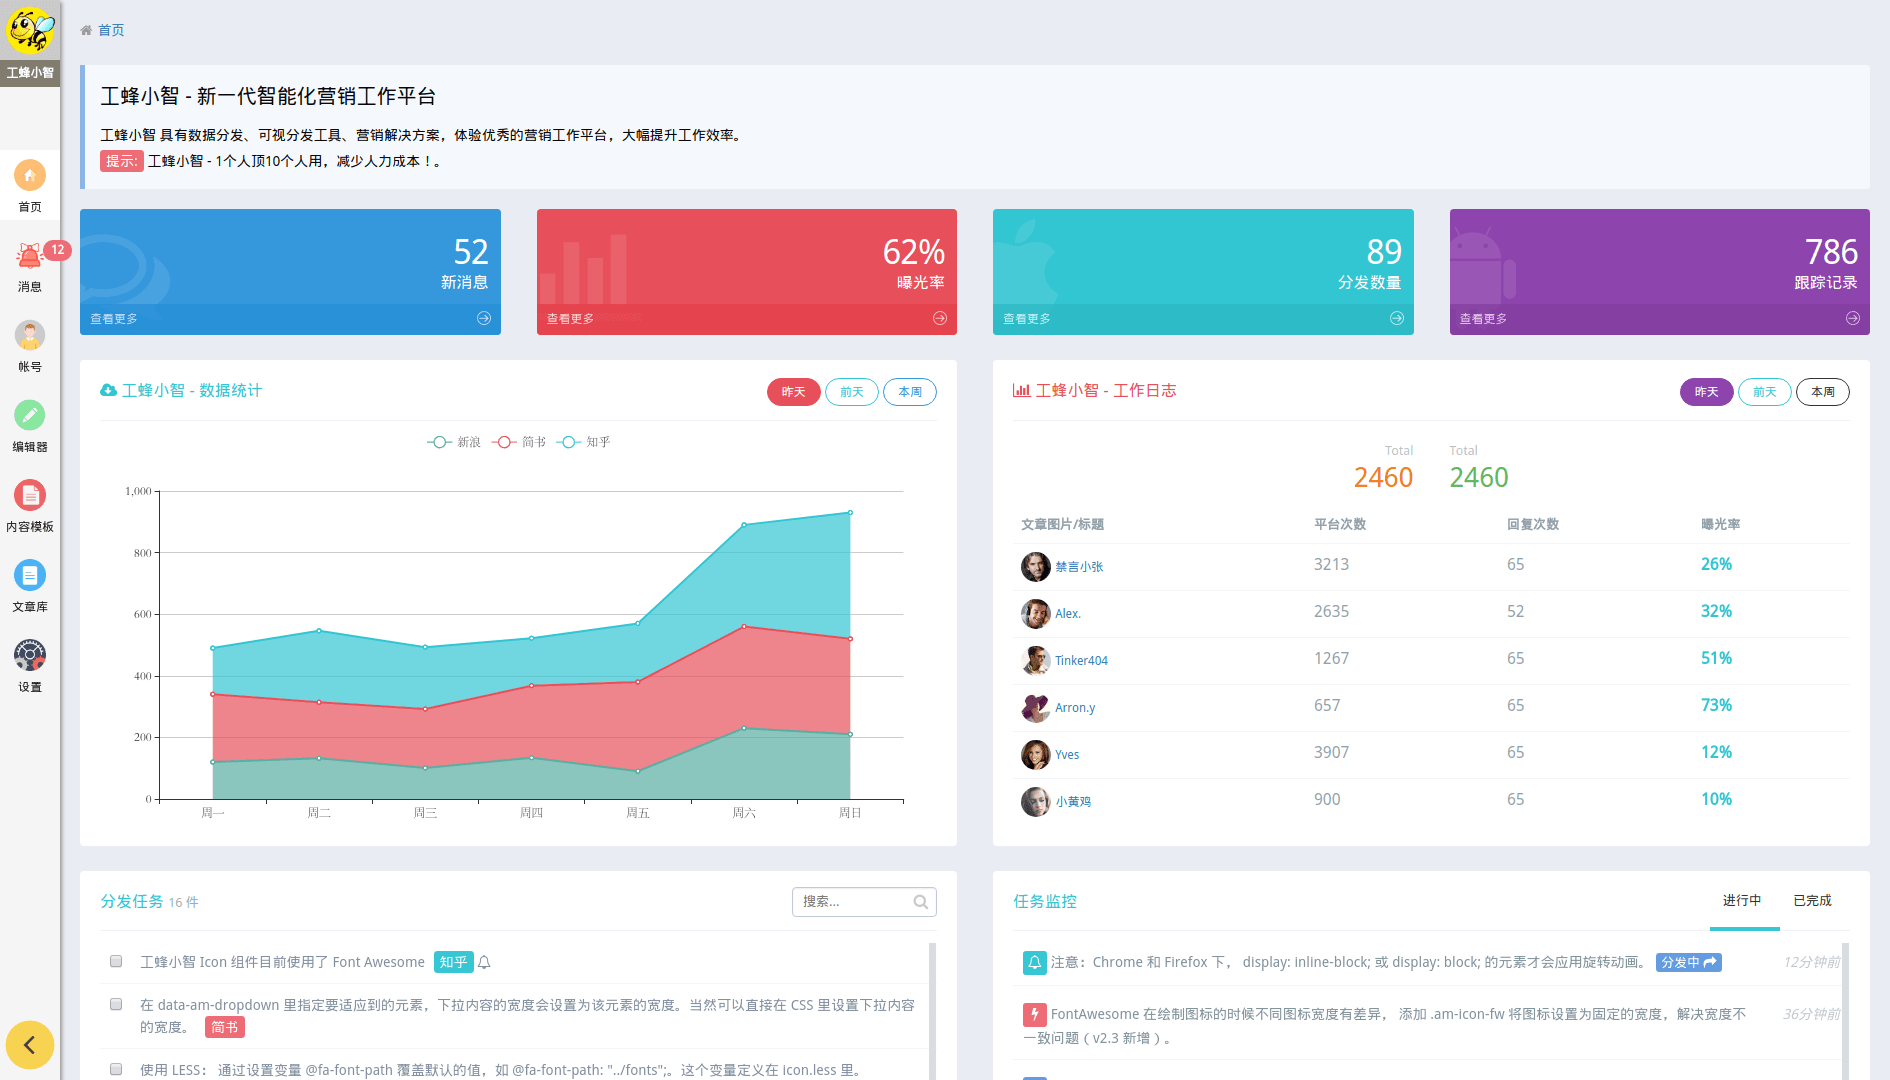 工蜂小智
首页
消息
12
帐号
编辑器
内容模板
文章库
设置
首页
工蜂小智 - 新一代智能化营销工作平台
工蜂小智 具有数据分发、可视分发工具、营销解决方案，体验优秀的营销工作平台，大幅提升工作效率。
提示: 工蜂小智 - 1个人顶10个人用，减少人力成本！。
52
新消息
查看更多
62%
曝光率
查看更多
89
分发数量
查看更多
786
跟踪记录
查看更多
工蜂小智 - 数据统计
昨天 前天 本周
新浪 简书 知乎
1,000
800
600
400
200
0
周一 周二 周三 周四 周五 周六 周日
工蜂小智 - 工作日志
昨天 前天 本周
Total Total
2460 2460
文章图片/标题 平台次数 回复次数 曝光率
禁言小张 3213 65 26%
Alex. 2635 52 32%
Tinker404 1267 65 51%
Arron.y 657 65 73%
Yves 3907 65 12%
小黄鸡 900 65 10%
分发任务 16 件
搜索...
工蜂小智 Icon 组件目前使用了 Font Awesome 知乎
在 data-am-dropdown 里指定要适应到的元素，下拉内容的宽度会设置为该元素的宽度。当然可以直接在 CSS 里设置下拉内容
的宽度。 简书
使用 LESS： 通过设置变量 @fa-font-path 覆盖默认的值，如 @fa-font-path: "../fonts";。这个变量定义在 icon.less 里。
任务监控
进行中 已完成
注意：Chrome 和 Firefox 下， display: inline-block; 或 display: block; 的元素才会应用旋转动画。 分发中 12分钟前
FontAwesome 在绘制图标的时候不同图标宽度有差异， 添加 .am-icon-fw 将图标设置为固定的宽度，解决宽度不 36分钟前
一致问题（ v2.3 新增 ）。